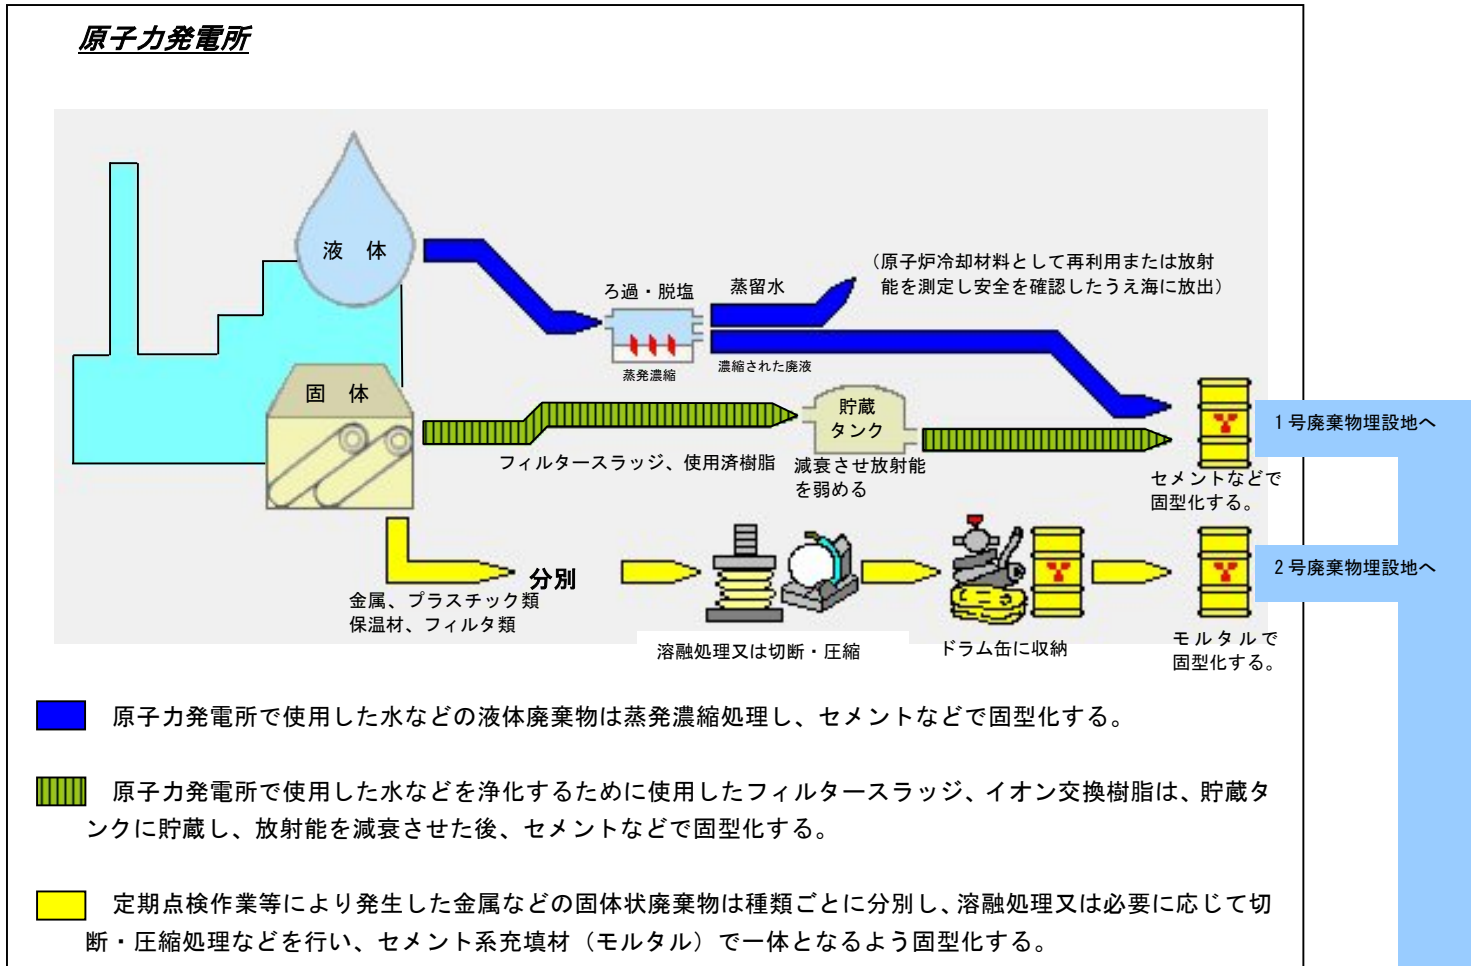 原子力発電所
液 体
(原子炉冷却材料として再利用または放射
能を測定し安全を確認したうえ海に放出)
ろ過・脱塩
蒸留水
蒸発濃縮
濃縮された廃液
固 体
貯蔵
タンク
1号廃棄物埋設地へ
フィルタースラッジ、使用済樹脂
減衰させ放射能
を弱める
セメントなどで
固型化する。
分別
2号廃棄物埋設地へ
金属、プラスチック類
保温材、フィルタ類
溶融処理又は切断・圧縮
ドラム缶に収納
モルタルで
固型化する。
原子力発電所で使用した水などの液体廃棄物は蒸発濃縮処理し、セメントなどで固型化する。
原子力発電所で使用した水などを浄化するために使用したフィルタースラッジ、イオン交換樹脂は、貯蔵タ
ンクに貯蔵し、放射能を減衰させた後、セメントなどで固型化する。
定期点検作業等により発生した金属などの固体状廃棄物は種類ごとに分別し、溶融処理又は必要に応じて切
断・圧縮処理などを行い、セメント系充填材(モルタル)で一体となるよう固型化する。